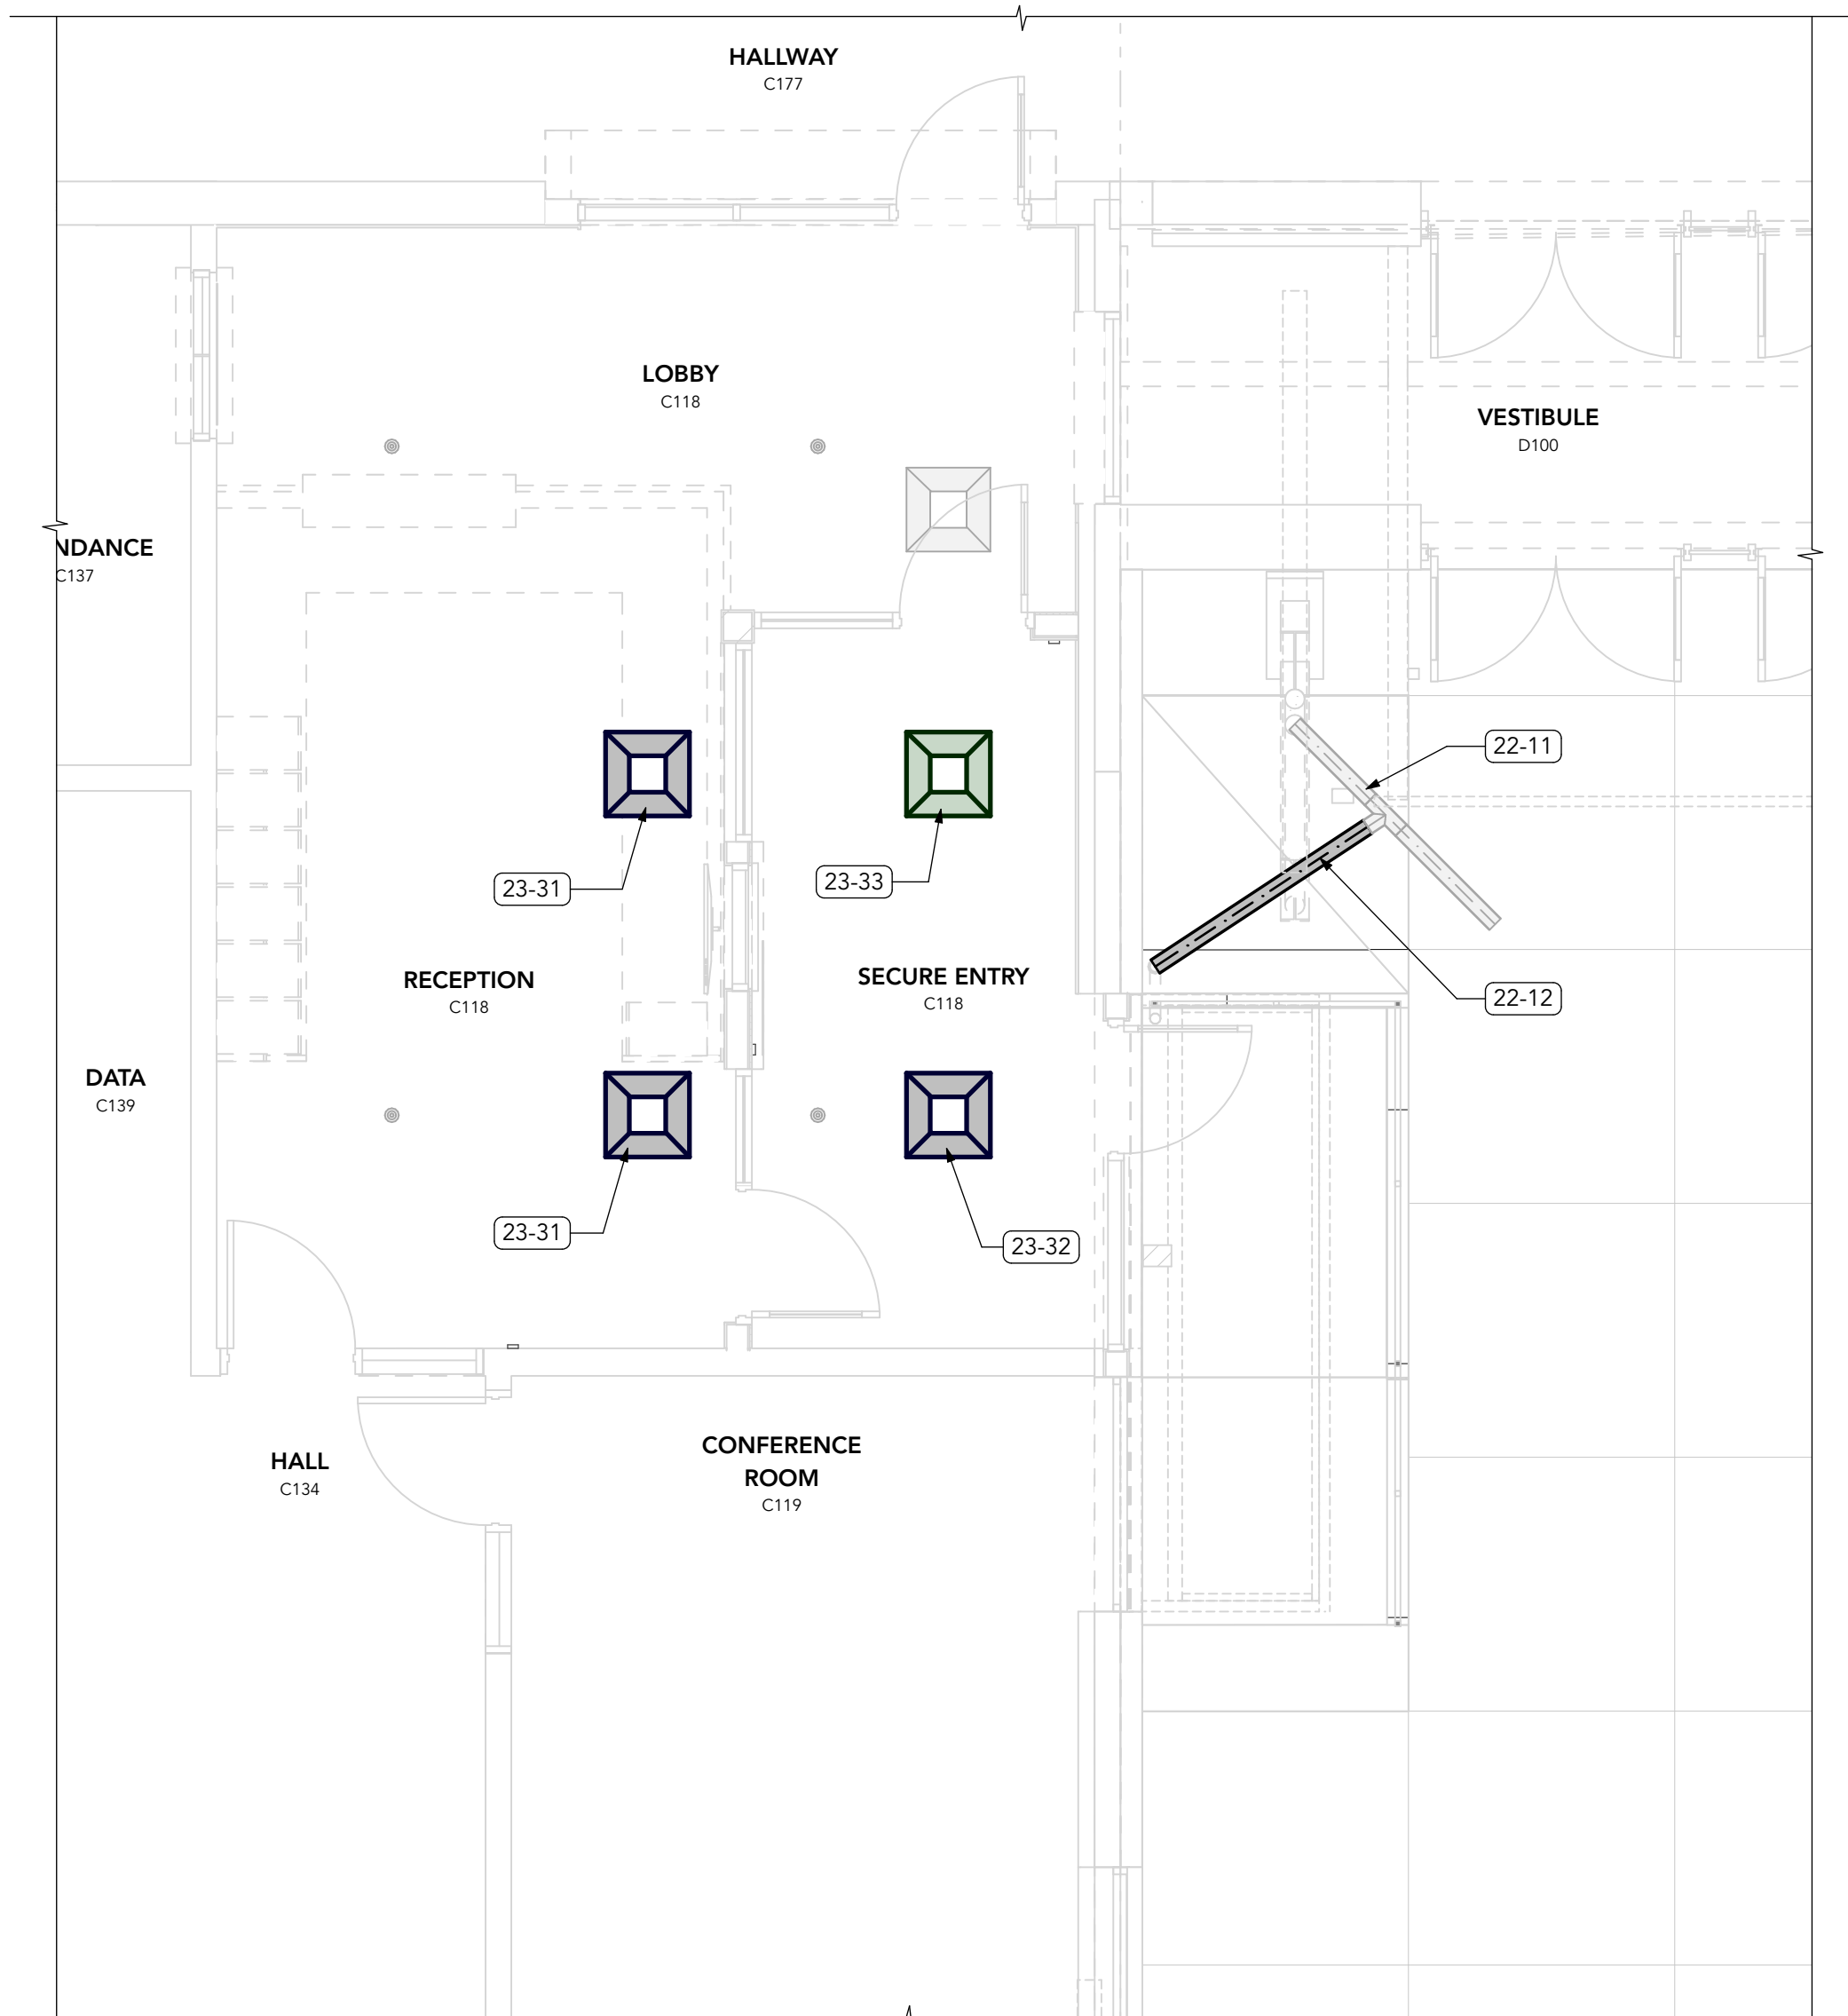 HALLWAY
C177
LOBBY
C118
VESTIBULE
D100
NDANCE
C137
22-11
23-31
23-33
RECEPTION
C118
SECURE ENTRY
C118
22-12
DATA
C139
23-31
23-32
HALL
C134
CONFERENCE
ROOM
C119